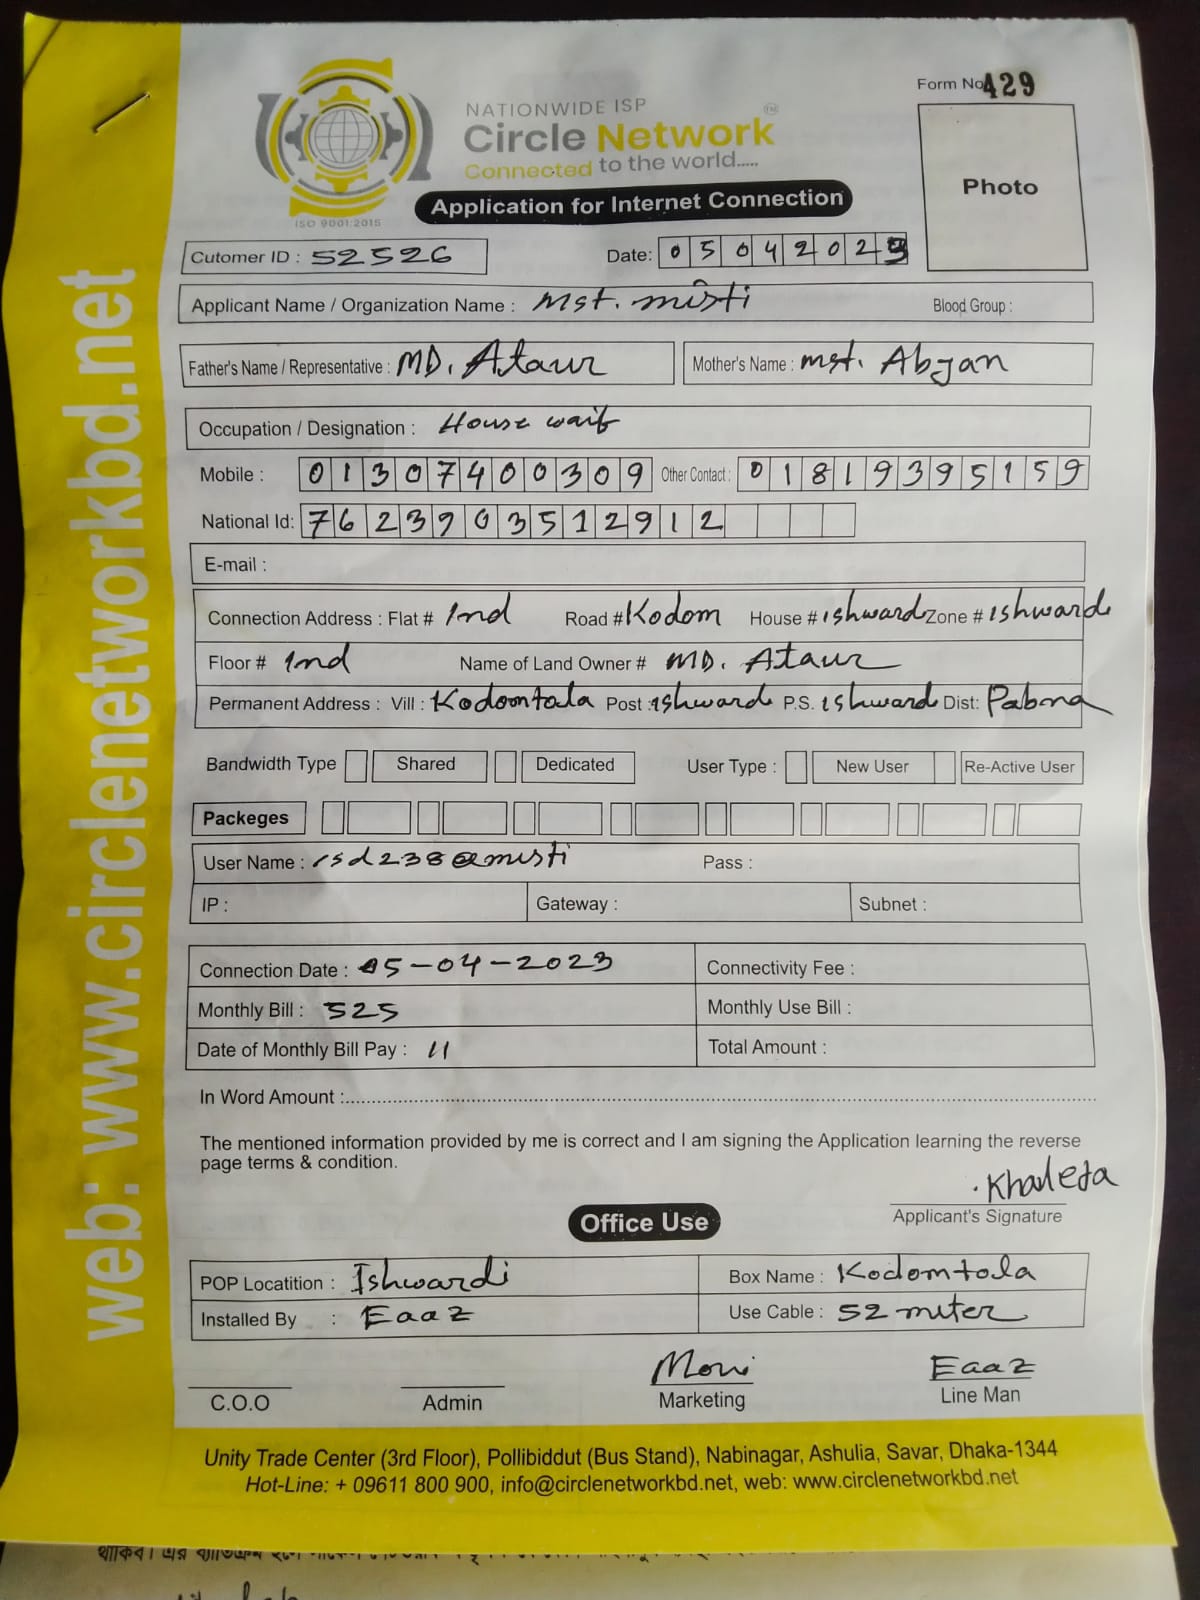 Form No 429
NATIONWIDE ISP
Circle Network TM
Connected to the world.....
ISO 9001:2015
Application for Internet Connection
Photo
Cutomer ID : 52526 Date: 05042023
Applicant Name / Organization Name : Mst. misti Blood Group :
Father's Name / Representative : MD. Ataur Mother's Name : mst. Abjan
Occupation / Designation : House waif
Mobile : 01307400309 Other Contact : 01819395159
National Id: 7623903512912
E-mail :
Connection Address : Flat # 1nd Road # Kodom House # ishwardi Zone # ishwardi
Floor # 1nd Name of Land Owner # MD. Ataur
Permanent Address : Vill : Kodomtola Post : ishwardi P.S. ishwardi Dist: Pabna
Bandwidth Type Shared Dedicated User Type : New User Re-Active User
Packeges
User Name : rsd238@misti Pass :
IP : Gateway : Subnet :
Connection Date : 05-04-2023 Connectivity Fee :
Monthly Bill : 525 Monthly Use Bill :
Date of Monthly Bill Pay : 11 Total Amount :
In Word Amount :
The mentioned information provided by me is correct and I am signing the Application learning the reverse
page terms & condition.
Khaleda
Applicant's Signature
Office Use
POP Locatition : Ishwardi Box Name : Kodomtola
Installed By : Eaaz Use Cable : 52 miter
Moni Eaaz
C.O.O Admin Marketing Line Man
Unity Trade Center (3rd Floor), Pollibiddut (Bus Stand), Nabinagar, Ashulia, Savar, Dhaka-1344
Hot-Line: + 09611 800 900, info@circlenetworkbd.net, web: www.circlenetworkbd.net
web: www.circlenetworkbd.net